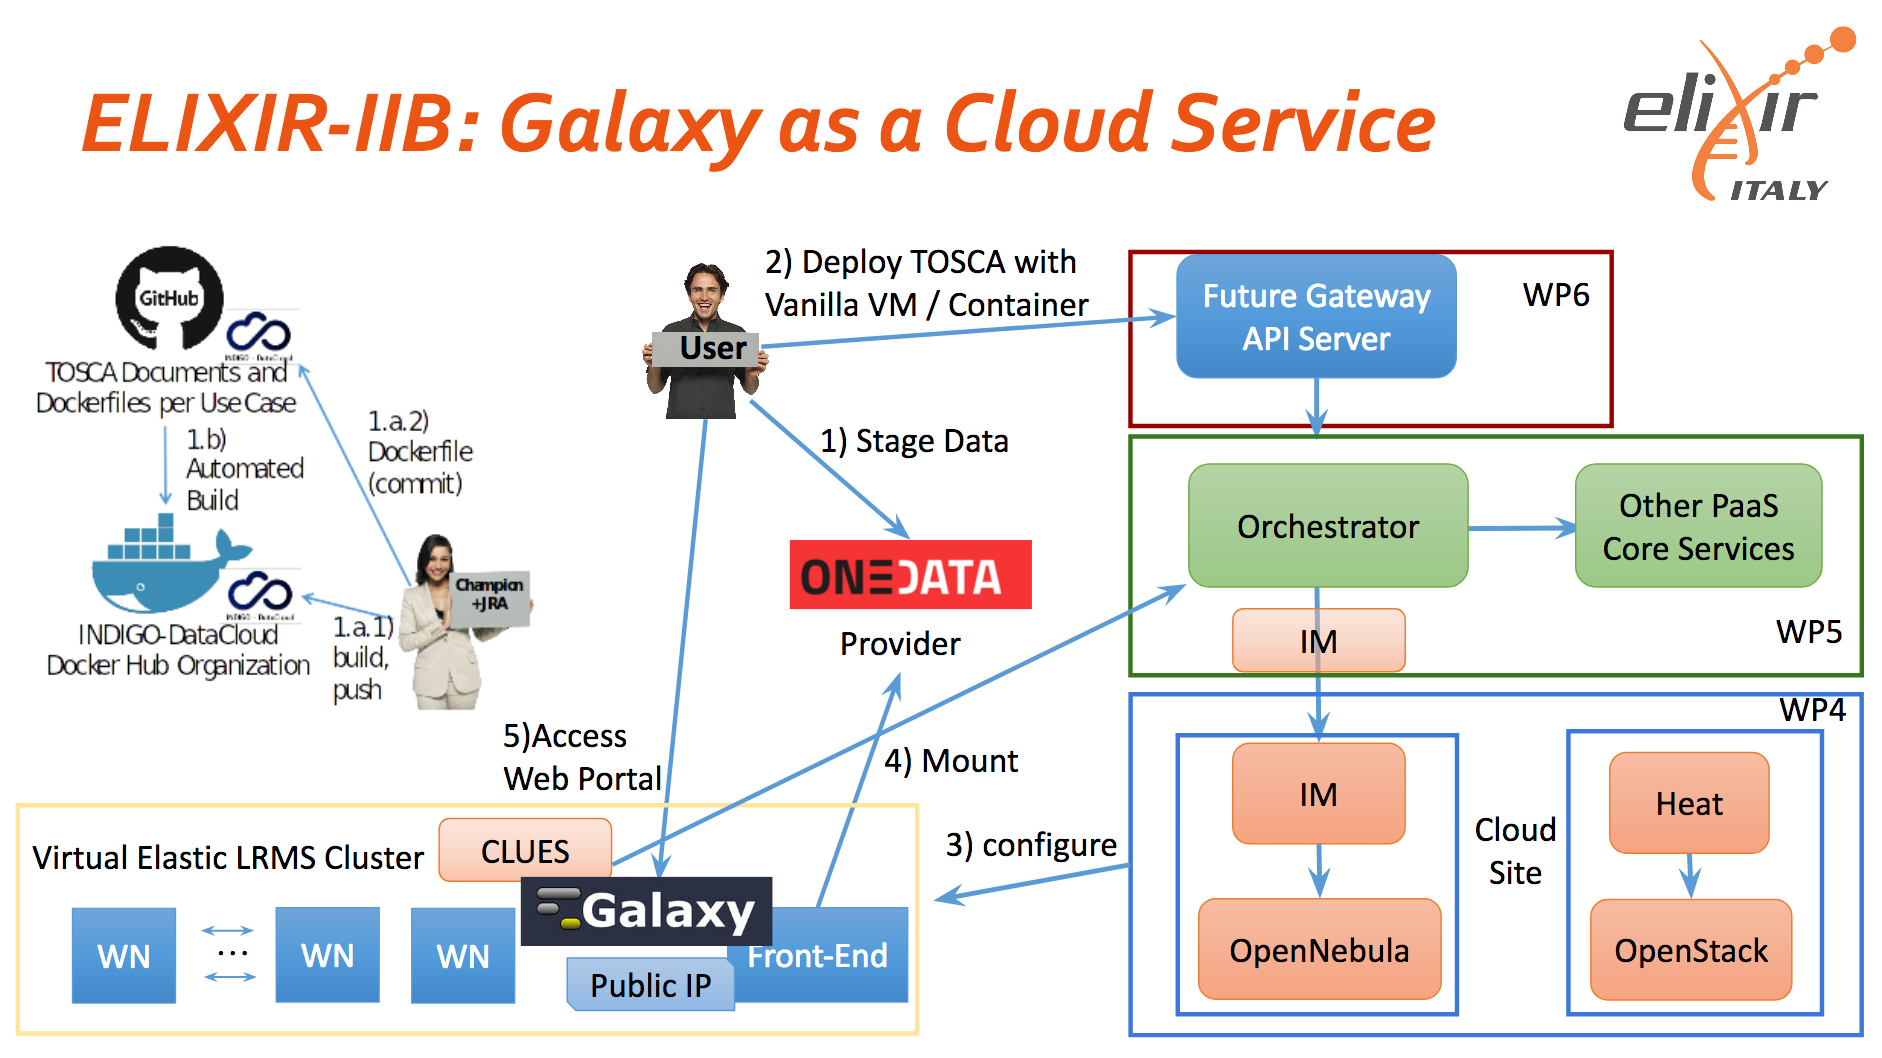 ELIXIR-IIB: Galaxy as a Cloud Service
elixir
ITALY
GitHub
INDIGO - DataCloud
TOSCA Documents and
Dockerfiles per Use Case
1.b)
Automated
Build
1.a.2)
Dockerfile
(commit)
INDIGO - DataCloud
INDIGO-DataCloud
Docker Hub Organization
Champion
+JRA
1.a.1)
build,
push
User
2) Deploy TOSCA with
Vanilla VM / Container
1) Stage Data
ONEDATA
Provider
5)Access
Web Portal
4) Mount
3) configure
Future Gateway
API Server
WP6
Orchestrator
Other PaaS
Core Services
IM
WP5
WP4
IM
OpenNebula
Cloud
Site
Heat
OpenStack
Virtual Elastic LRMS Cluster
CLUES
Galaxy
WN
...
WN
WN
Front-End
Public IP